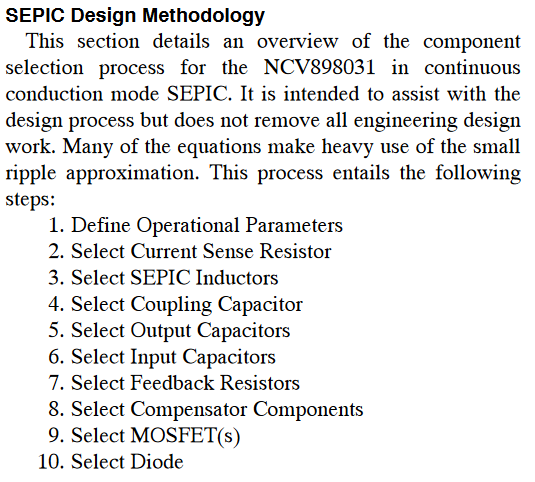 SEPIC Design Methodology
This section details an overview of the component
selection process for the NCV898031 in continuous
conduction mode SEPIC. It is intended to assist with the
design process but does not remove all engineering design
work. Many of the equations make heavy use of the small
ripple approximation. This process entails the following
steps:
1. Define Operational Parameters
2. Select Current Sense Resistor
3. Select SEPIC Inductors
4. Select Coupling Capacitor
5. Select Output Capacitors
6. Select Input Capacitors
7. Select Feedback Resistors
8. Select Compensator Components
9. Select MOSFET(s)
10. Select Diode